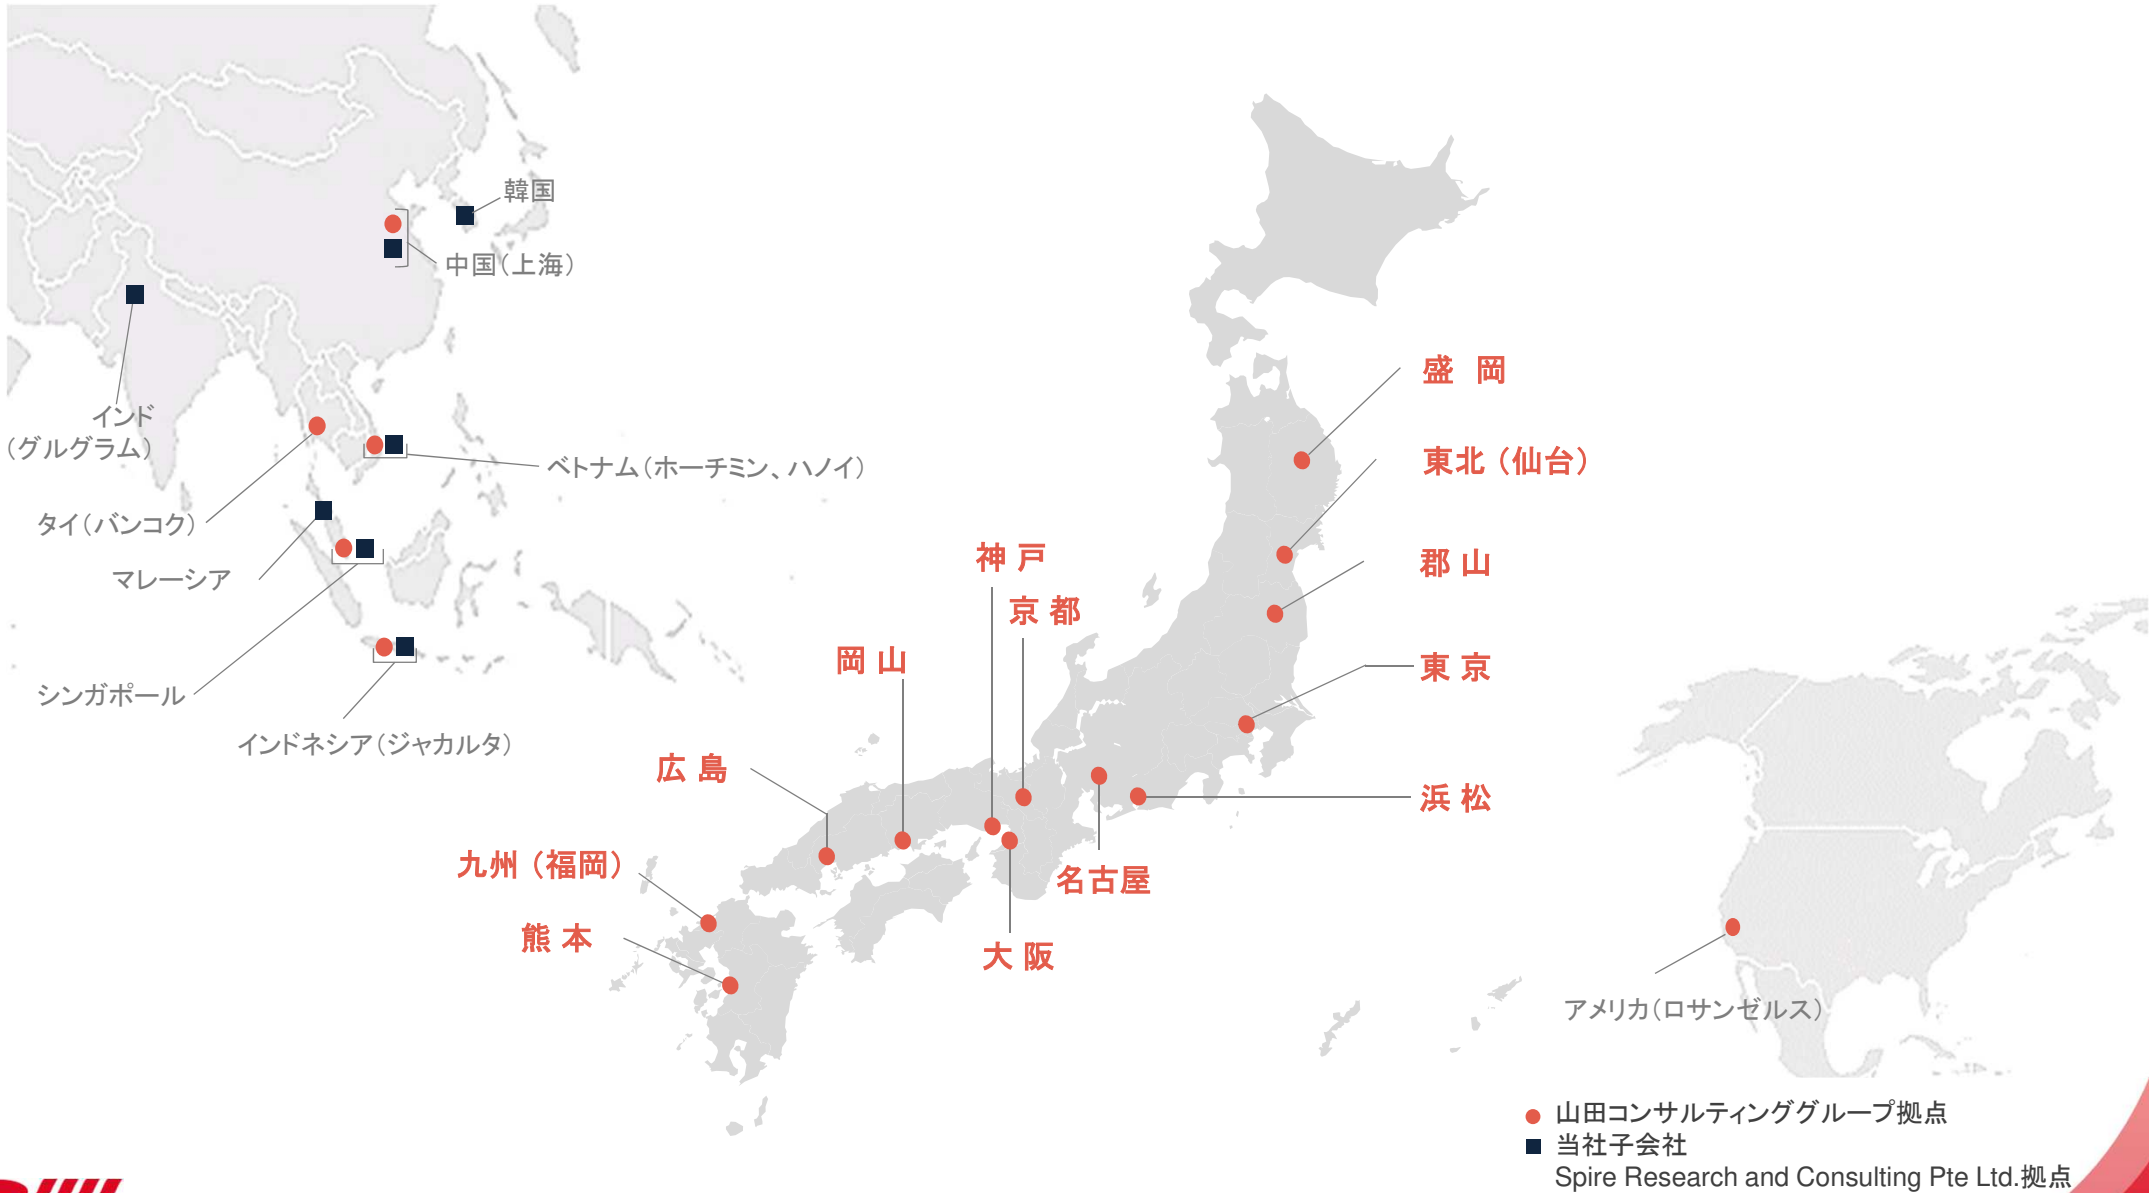 韓国
中国（上海）
インド
（グルグラム）
ベトナム（ホーチミン、ハノイ）
タイ（バンコク）
マレーシア
シンガポール
インドネシア（ジャカルタ）
盛 岡
東北（仙台）
郡 山
東 京
浜 松
神 戸
京 都
岡 山
広 島
九州（福岡）
熊 本
名古屋
大 阪
アメリカ（ロサンゼルス）
山田コンサルティンググループ拠点
当社子会社
Spire Research and Consulting Pte Ltd.拠点